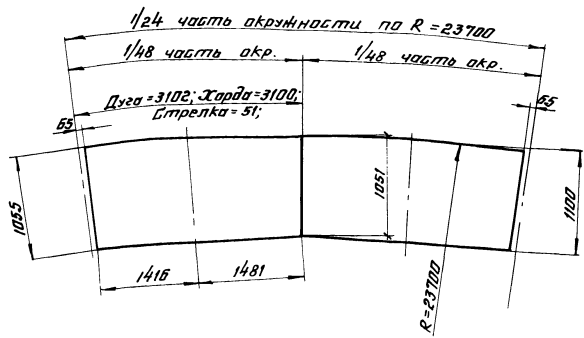 1/24 часть окружности по R=23700
1/48 часть окр.
1/48 часть окр.
Дуга=3102; Хорда=3100;
Стрелка=51;
65
65
1055
1051
1100
1416
1481
R=23700